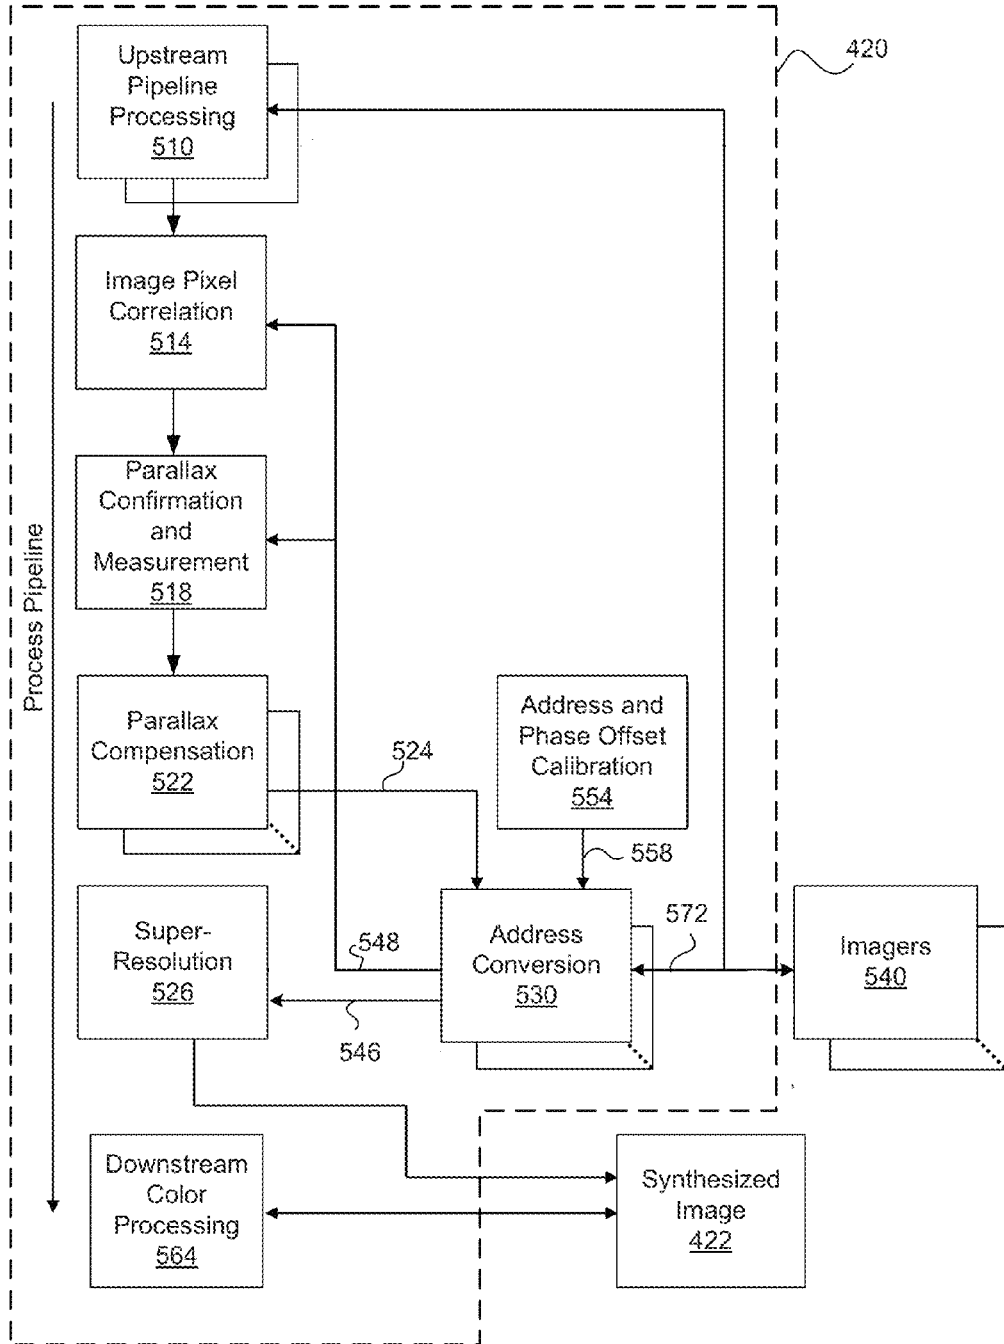 Upstream
Pipeline
Processing
510
420
Image Pixel
Correlation
514
Parallax
Confirmation
and
Measurement
518
Process Pipeline
Parallax
Compensation
522
524
Address and
Phase Offset
Calibration
554
558
Super-
Resolution
526
548
546
Address
Conversion
530
572
Imagers
540
Downstream
Color
Processing
564
Synthesized
Image
422